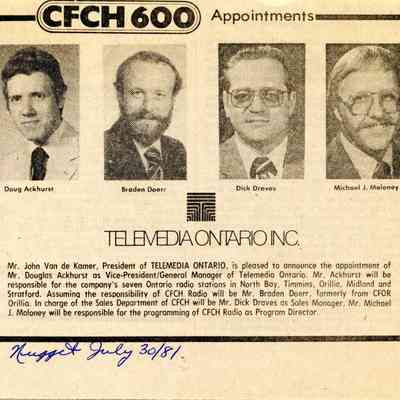 CFCH 600 Appointments
Doug Ackhurst Braden Doerr Dick Draves Michael J. Maloney
TELEMEDIA ONTARIO INC.
Mr. John Van de Kamer, President of TELEMEDIA ONTARIO, is pleased to announce the appointment of
Mr. Douglas Ackhurst as Vice-President/General Manager of Telemedia Ontario. Mr. Ackhurst will be
responsible for the company's seven Ontario radio stations in North Bay, Timmins, Orillia, Midland and
Stratford. Assuming the responsibility of CFCH Radio will be Mr. Braden Doerr, formerly from CFOR
Orillia. In charge of the Sales Department of CFCH will be Mr. Dick Draves as Sales Manager, Mr. Michael
J. Maloney will be responsible for the programming of CFCH Radio as Program Director.
Nugget July 30/81.